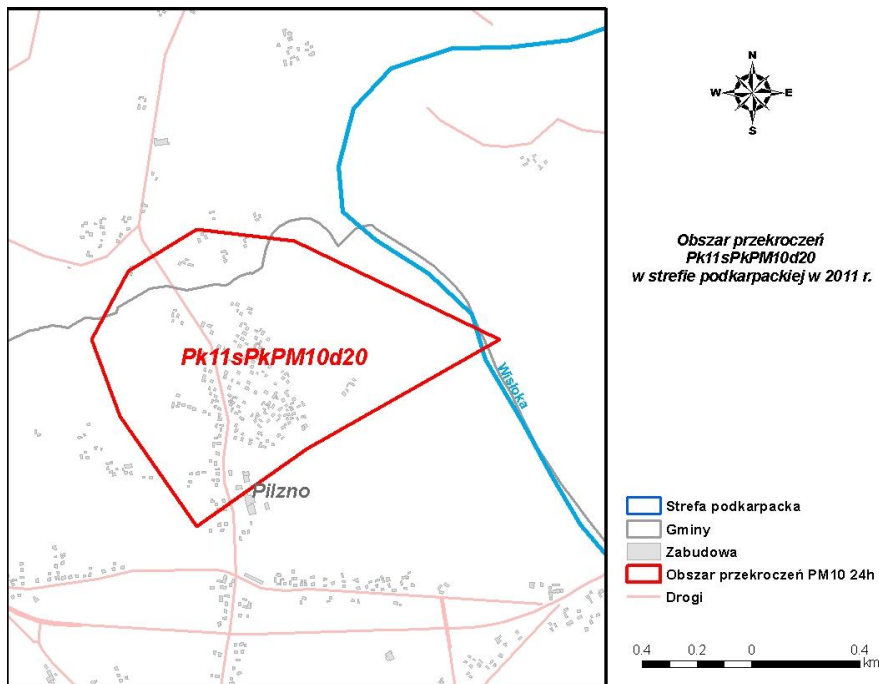 N
W E
S
Obszar przekroczeń
Pk11sPkPM10d20
w strefie podkarpackiej w 2011 r.
Pk11sPkPM10d20
Wisłoka
Pilzno
Strefa podkarpacka
Gminy
Zabudowa
Obszar przekroczeń PM10 24h
Drogi
0.4 0.2 0 0.4
km